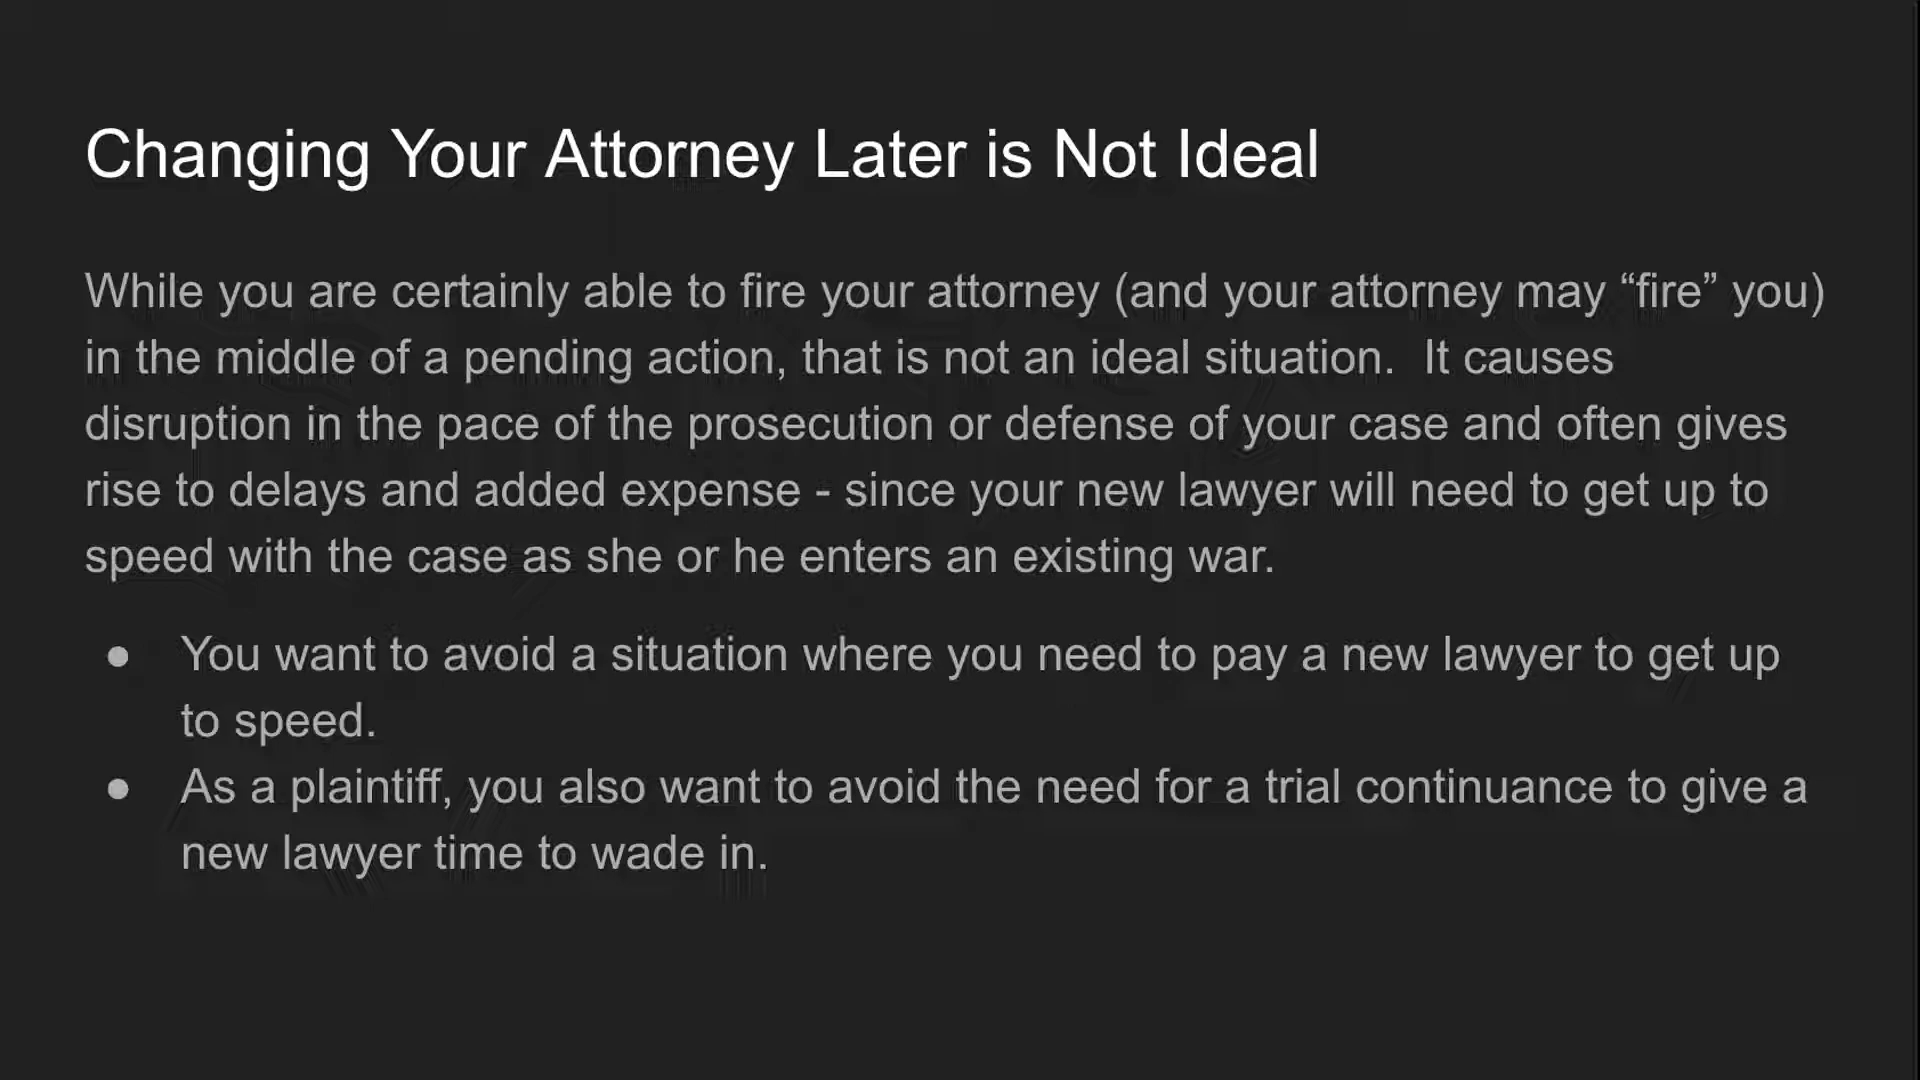 Changing Your Attorney Later is Not Ideal
While you are certainly able to fire your attorney (and your attorney may “fire” you)
in the middle of a pending action, that is not an ideal situation.  It causes
disruption in the pace of the prosecution or defense of your case and often gives
rise to delays and added expense - since your new lawyer will need to get up to
speed with the case as she or he enters an existing war.
● You want to avoid a situation where you need to pay a new lawyer to get up
to speed.
● As a plaintiff, you also want to avoid the need for a trial continuance to give a
new lawyer time to wade in.